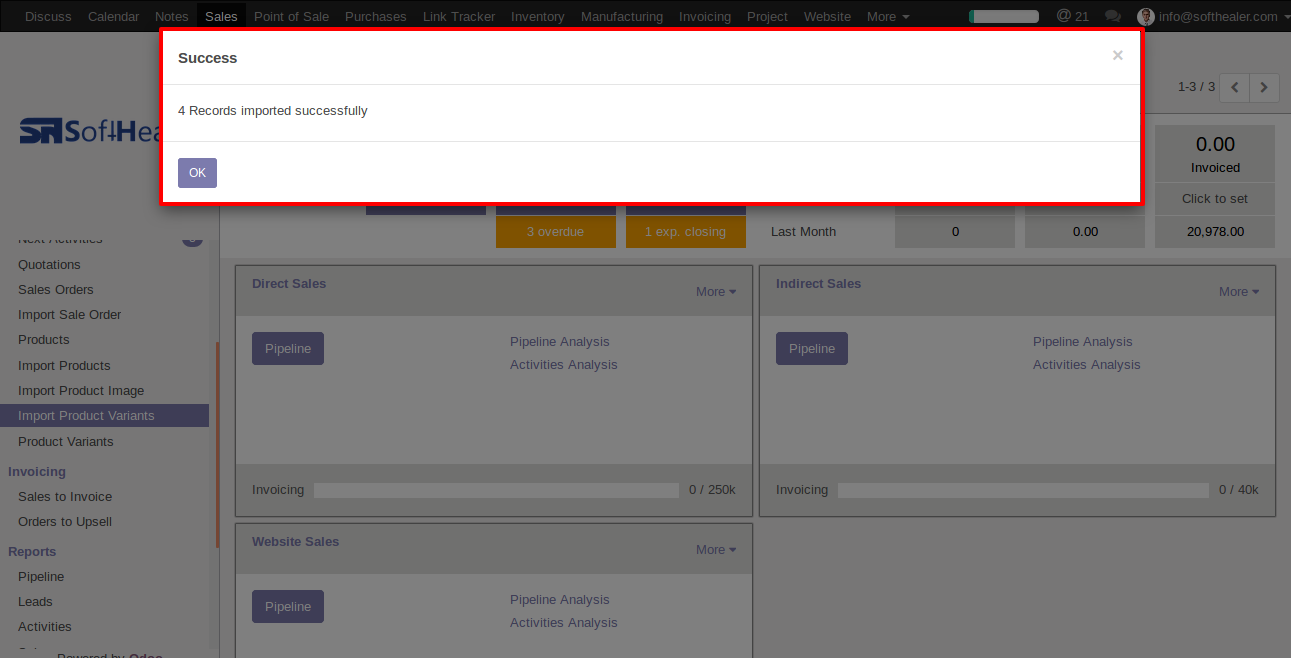 Discuss Calendar Notes Sales Point of Sale Purchases Link Tracker Inventory Manufacturing Invoicing Project Website More @ 21 info@softhealer.com
Success ×
4 Records imported successfully
OK
1-3 / 3
SoftHea
0.00
Invoiced
Click to set
3 overdue 1 exp. closing Last Month 0 0.00 20,978.00
Next Activities
Quotations
Sales Orders
Import Sale Order
Products
Import Products
Import Product Image
Import Product Variants
Product Variants
Invoicing
Sales to Invoice
Orders to Upsell
Reports
Pipeline
Leads
Activities
Powered by Odoo
Direct Sales
More
Pipeline
Pipeline Analysis
Activities Analysis
Invoicing 0 / 250k
Indirect Sales
More
Pipeline
Pipeline Analysis
Activities Analysis
Invoicing 0 / 40k
Website Sales
More
Pipeline
Pipeline Analysis
Activities Analysis